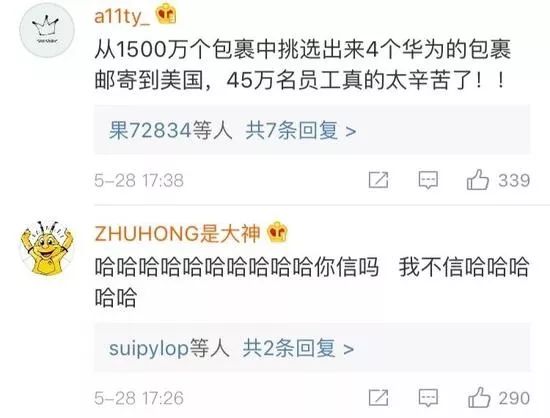 a11ty_
从1500万个包裹中挑选出来4个华为的包裹
邮寄到美国，45万名员工真的太辛苦了！！
果72834等人 共7条回复 >
5-28 17:38
339
ZHUHONG是大神
哈哈哈哈哈哈哈哈哈哈你信吗 我不信哈哈哈
哈哈
suipylop等人 共2条回复 >
5-28 17:26
290